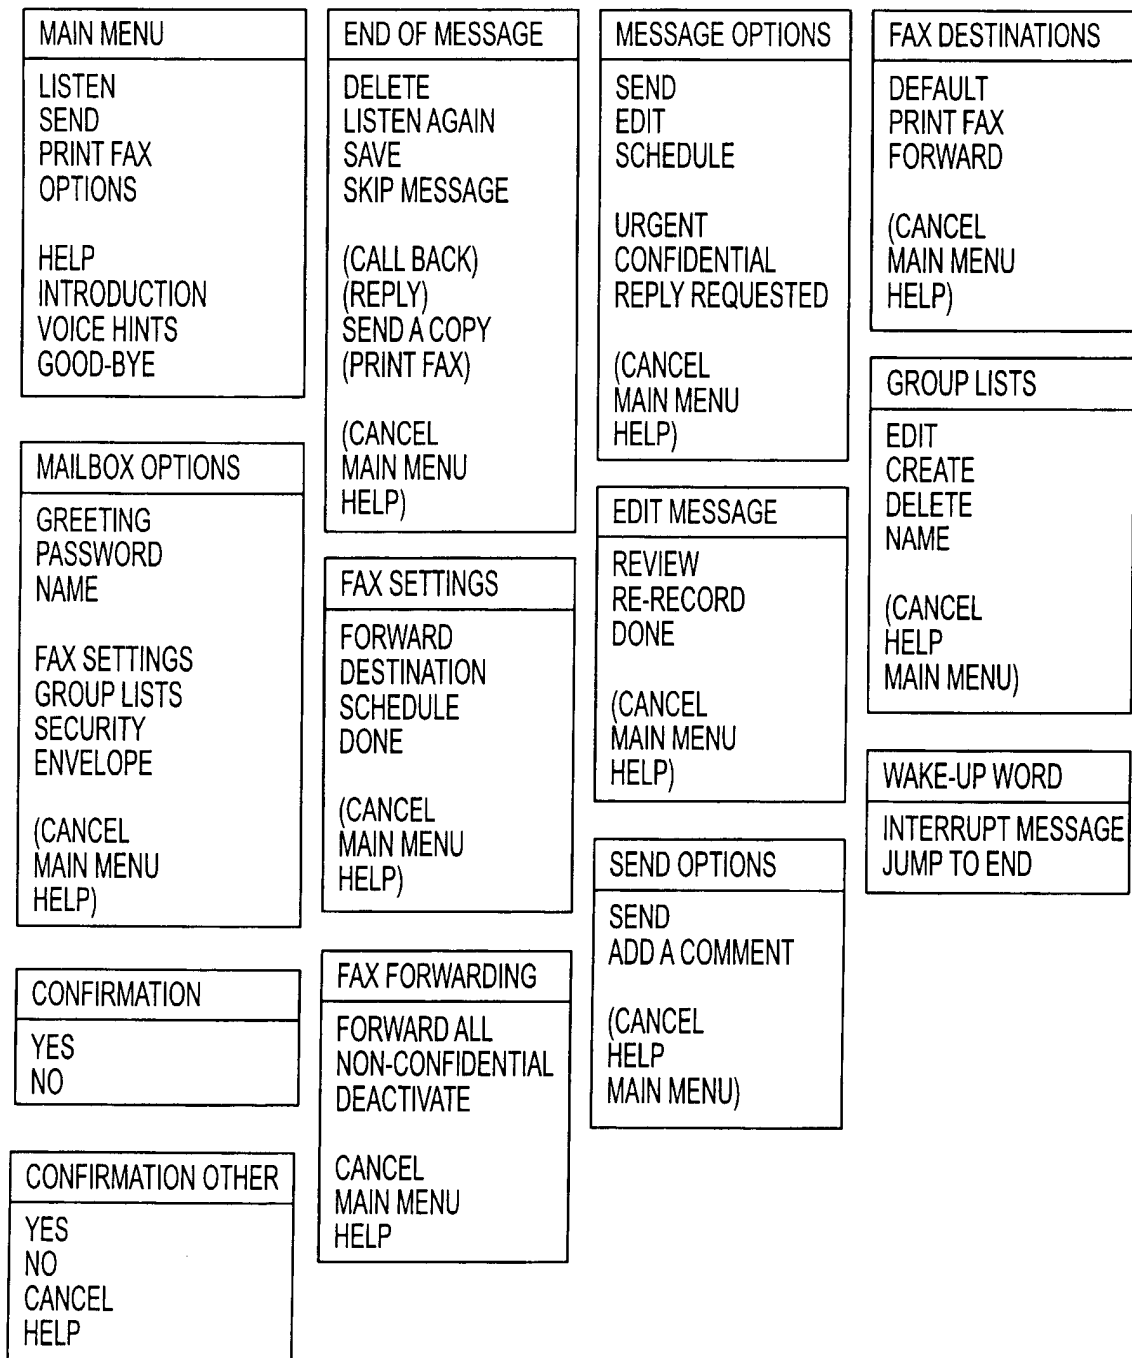 MAIN MENU
LISTEN
SEND
PRINT FAX
OPTIONS
HELP
INTRODUCTION
VOICE HINTS
GOOD-BYE
MAILBOX OPTIONS
GREETING
PASSWORD
NAME
FAX SETTINGS
GROUP LISTS
SECURITY
ENVELOPE
(CANCEL
MAIN MENU
HELP)
CONFIRMATION
YES
NO
CONFIRMATION OTHER
YES
NO
CANCEL
HELP
END OF MESSAGE
DELETE
LISTEN AGAIN
SAVE
SKIP MESSAGE
(CALL BACK)
(REPLY)
SEND A COPY
(PRINT FAX)
(CANCEL
MAIN MENU
HELP)
FAX SETTINGS
FORWARD
DESTINATION
SCHEDULE
DONE
(CANCEL
MAIN MENU
HELP)
FAX FORWARDING
FORWARD ALL
NON-CONFIDENTIAL
DEACTIVATE
CANCEL
MAIN MENU
HELP
MESSAGE OPTIONS
SEND
EDIT
SCHEDULE
URGENT
CONFIDENTIAL
REPLY REQUESTED
(CANCEL
MAIN MENU
HELP)
EDIT MESSAGE
REVIEW
RE-RECORD
DONE
(CANCEL
MAIN MENU
HELP)
SEND OPTIONS
SEND
ADD A COMMENT
(CANCEL
HELP
MAIN MENU)
FAX DESTINATIONS
DEFAULT
PRINT FAX
FORWARD
(CANCEL
MAIN MENU
HELP)
GROUP LISTS
EDIT
CREATE
DELETE
NAME
(CANCEL
HELP
MAIN MENU)
WAKE-UP WORD
INTERRUPT MESSAGE
JUMP TO END